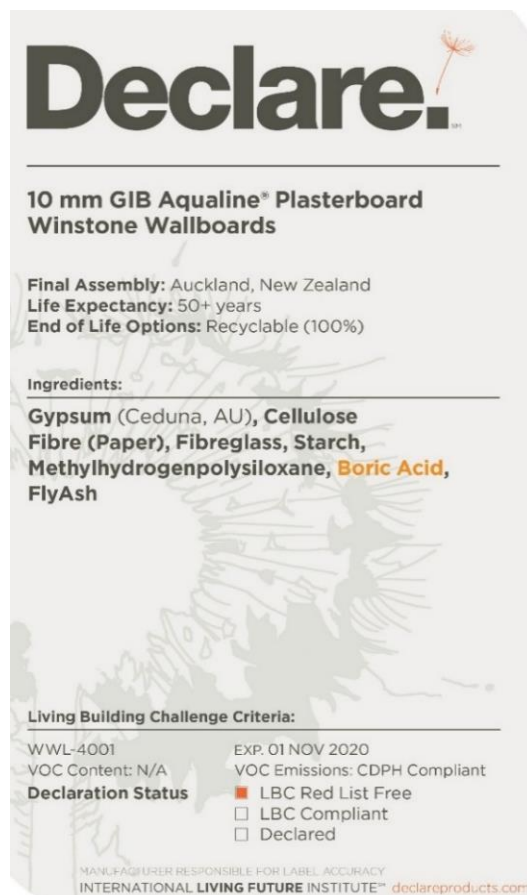 Declare.
SM
10 mm GIB Aqualine® Plasterboard
Winstone Wallboards
Final Assembly: Auckland, New Zealand
Life Expectancy: 50+ years
End of Life Options: Recyclable (100%)
Ingredients:
Gypsum (Ceduna, AU), Cellulose
Fibre (Paper), Fibreglass, Starch,
Methylhydrogenpolysiloxane, Boric Acid,
FlyAsh
Living Building Challenge Criteria:
WWL-4001 EXP. 01 NOV 2020
VOC Content: N/A VOC Emissions: CDPH Compliant
Declaration Status LBC Red List Free
LBC Compliant
Declared
MANUFACTURER RESPONSIBLE FOR LABEL ACCURACY
INTERNATIONAL LIVING FUTURE INSTITUTE℠ declareproducts.com